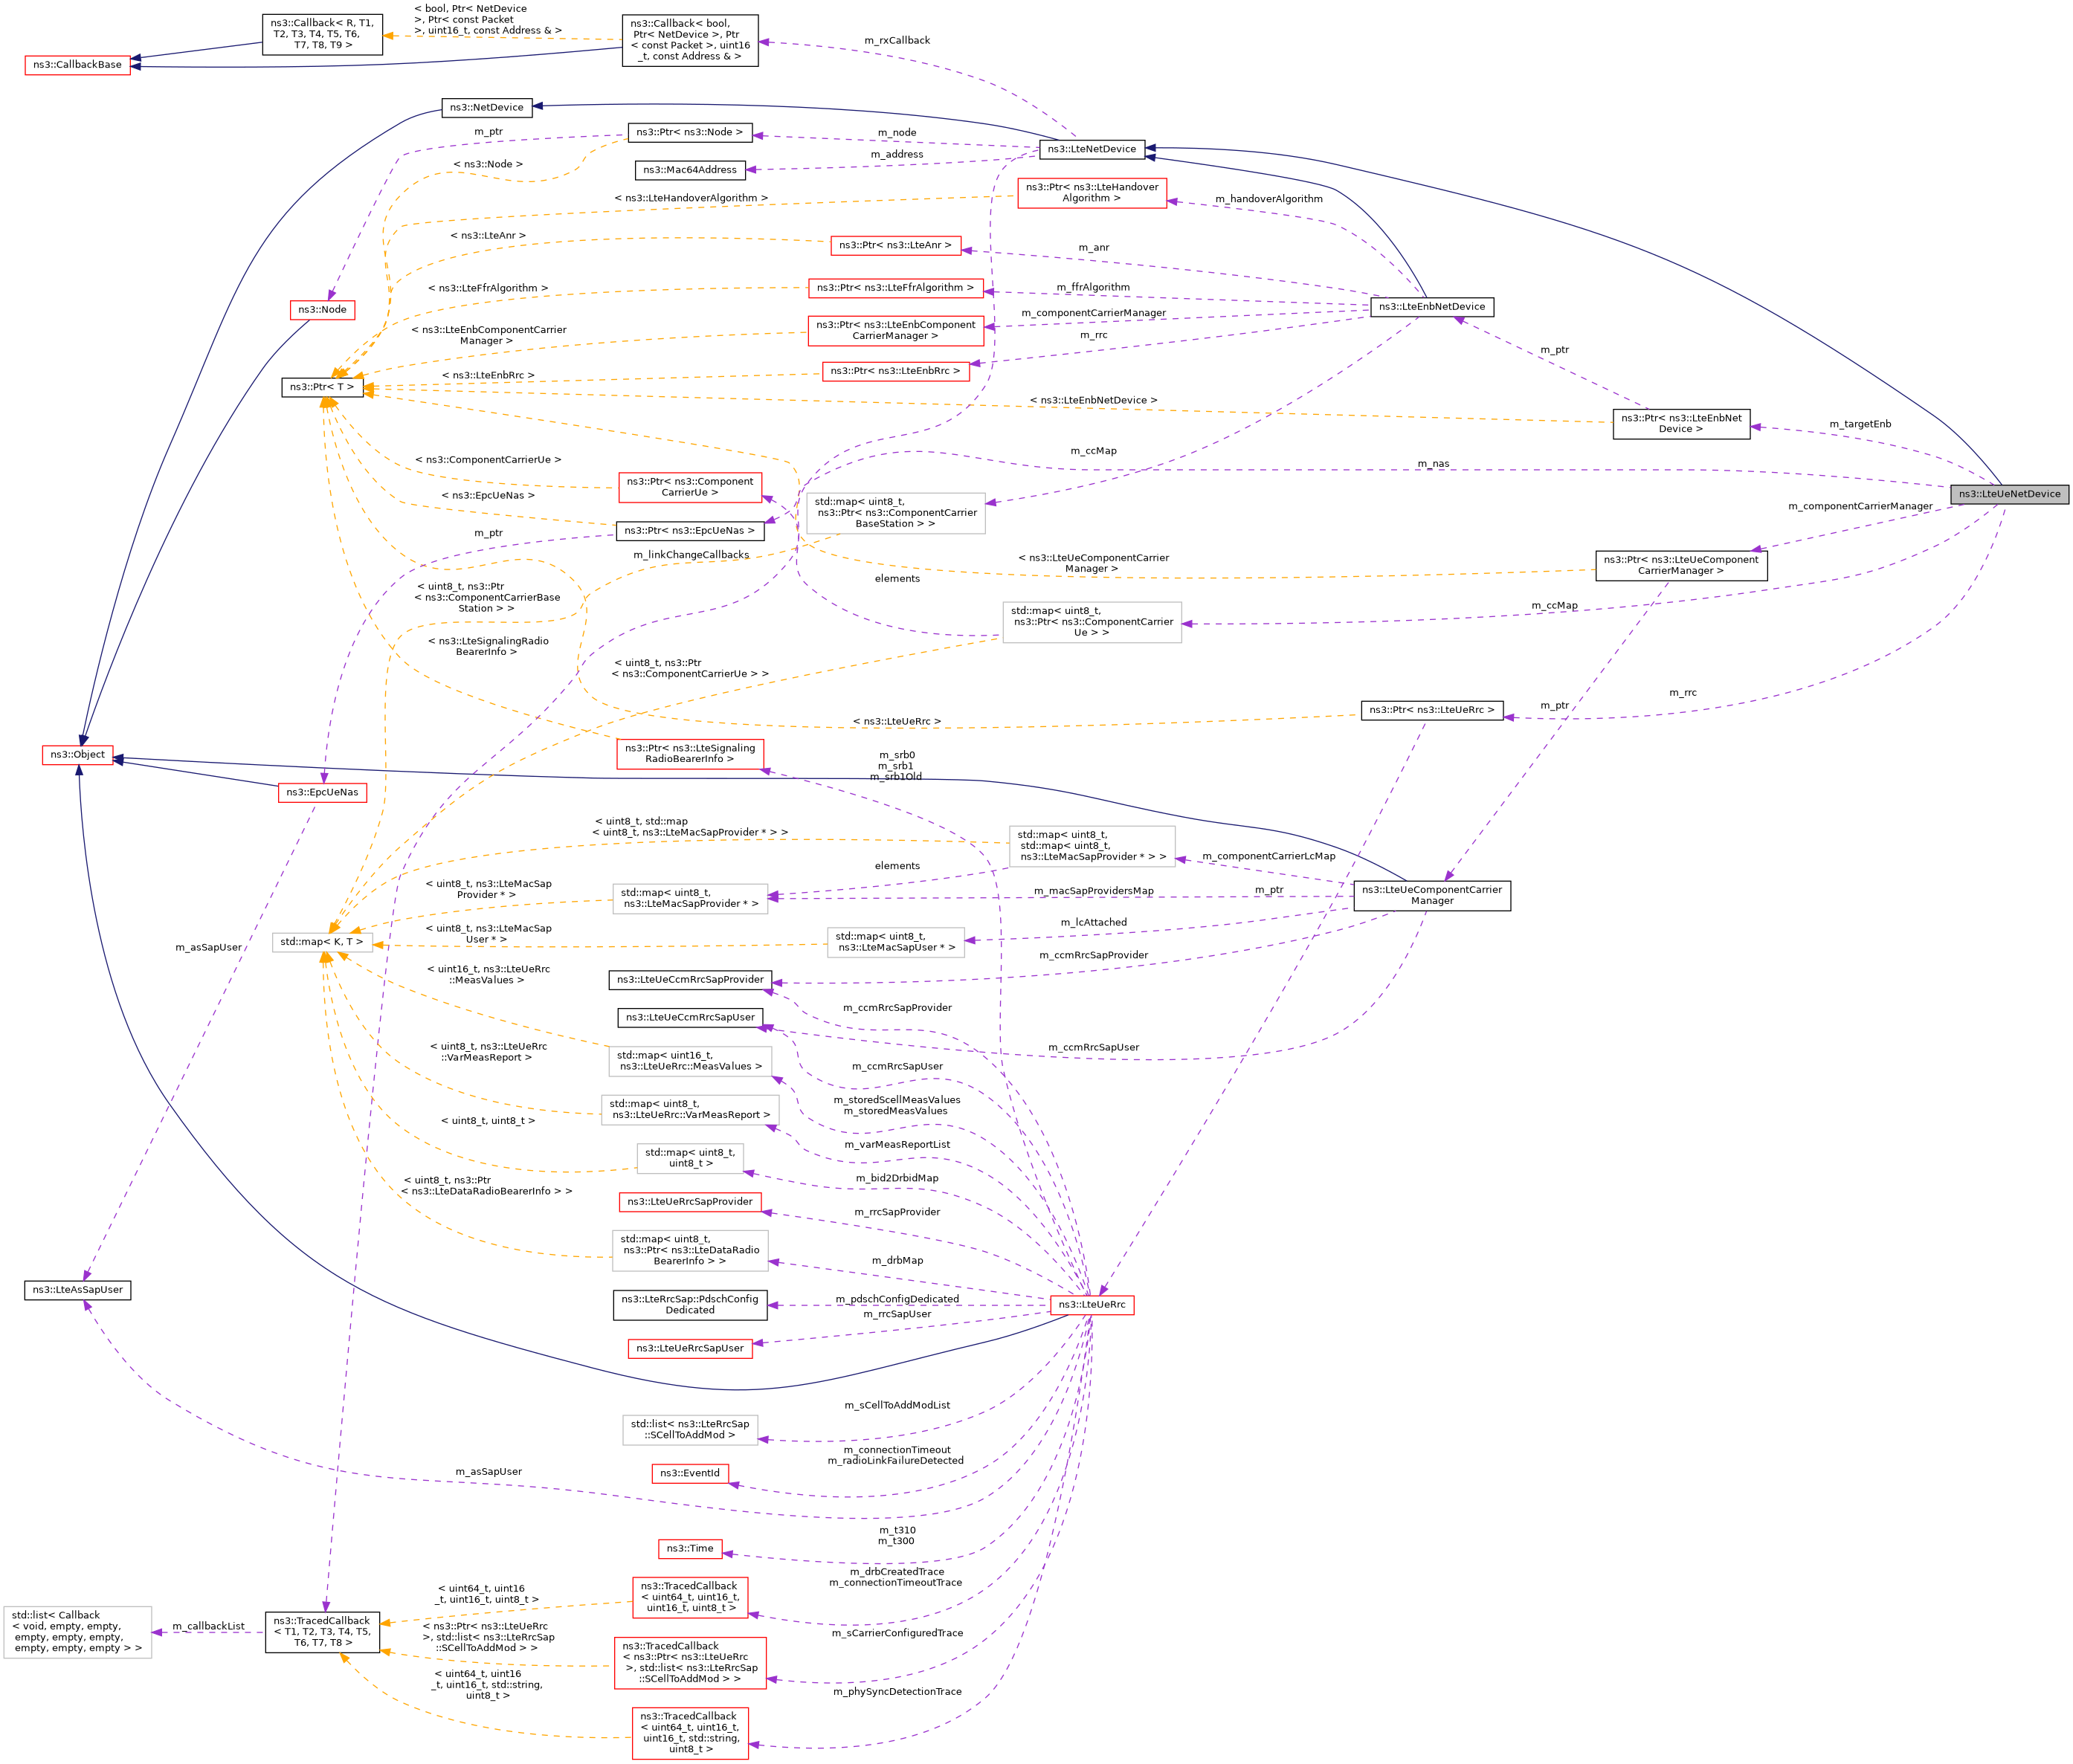 ns3::Callback< R, T1,
T2, T3, T4, T5, T6,
T7, T8, T9 >
< bool, Ptr< NetDevice
>, Ptr< const Packet
>, uint16_t, const Address & >
ns3::Callback< bool,
Ptr< NetDevice >, Ptr
< const Packet >, uint16
_t, const Address & >
m_rxCallback
ns3::CallbackBase
ns3::NetDevice
m_ptr
ns3::Ptr< ns3::Node >
m_node
ns3::LteNetDevice
m_address
< ns3::Node >
ns3::Mac64Address
< ns3::LteHandoverAlgorithm >
ns3::Ptr< ns3::LteHandover
Algorithm >
m_handoverAlgorithm
< ns3::LteAnr >
ns3::Ptr< ns3::LteAnr >
m_anr
< ns3::LteFfrAlgorithm >
ns3::Ptr< ns3::LteFfrAlgorithm >
m_ffrAlgorithm
ns3::LteEnbNetDevice
ns3::Node
< ns3::LteEnbComponentCarrier
Manager >
ns3::Ptr< ns3::LteEnbComponent
CarrierManager >
m_componentCarrierManager
m_rrc
m_ptr
ns3::Ptr< T >
< ns3::LteEnbRrc >
ns3::Ptr< ns3::LteEnbRrc >
< ns3::LteEnbNetDevice >
ns3::Ptr< ns3::LteEnbNet
Device >
m_targetEnb
< ns3::ComponentCarrierUe >
ns3::Ptr< ns3::Component
CarrierUe >
m_ccMap
m_nas
ns3::LteUeNetDevice
< ns3::EpcUeNas >
std::map< uint8_t,
ns3::Ptr< ns3::ComponentCarrier
BaseStation > >
m_componentCarrierManager
m_ptr
ns3::Ptr< ns3::EpcUeNas >
m_linkChangeCallbacks
< ns3::LteUeComponentCarrier
Manager >
ns3::Ptr< ns3::LteUeComponent
CarrierManager >
< uint8_t, ns3::Ptr
< ns3::ComponentCarrierBase
Station > >
elements
std::map< uint8_t,
ns3::Ptr< ns3::ComponentCarrier
Ue > >
m_ccMap
< ns3::LteSignalingRadio
BearerInfo >
< uint8_t, ns3::Ptr
< ns3::ComponentCarrierUe > >
m_rrc
m_ptr
< ns3::LteUeRrc >
ns3::Ptr< ns3::LteUeRrc >
ns3::Object
ns3::Ptr< ns3::LteSignaling
RadioBearerInfo >
m_srb0
m_srb1
m_srb1Old
ns3::EpcUeNas
< uint8_t, std::map
< uint8_t, ns3::LteMacSapProvider * > >
std::map< uint8_t,
std::map< uint8_t,
ns3::LteMacSapProvider * > >
m_componentCarrierLcMap
elements
< uint8_t, ns3::LteMacSap
Provider * >
std::map< uint8_t,
ns3::LteMacSapProvider * >
m_macSapProvidersMap
m_ptr
ns3::LteUeComponentCarrier
Manager
m_lcAttached
m_asSapUser
std::map< K, T >
< uint8_t, ns3::LteMacSap
User * >
std::map< uint8_t,
ns3::LteMacSapUser * >
m_ccmRrcSapProvider
< uint16_t, ns3::LteUeRrc
::MeasValues >
ns3::LteUeCcmRrcSapProvider
m_ccmRrcSapProvider
ns3::LteUeCcmRrcSapUser
m_ccmRrcSapUser
< uint8_t, ns3::LteUeRrc
::VarMeasReport >
std::map< uint16_t,
ns3::LteUeRrc::MeasValues >
m_ccmRrcSapUser
std::map< uint8_t,
ns3::LteUeRrc::VarMeasReport >
m_storedScellMeasValues
m_storedMeasValues
< uint8_t, uint8_t >
m_varMeasReportList
std::map< uint8_t,
uint8_t >
m_bid2DrbidMap
< uint8_t, ns3::Ptr
< ns3::LteDataRadioBearerInfo > >
ns3::LteUeRrcSapProvider
m_rrcSapProvider
std::map< uint8_t,
ns3::Ptr< ns3::LteDataRadio
BearerInfo > >
m_drbMap
ns3::LteAsSapUser
ns3::LteRrcSap::PdschConfig
Dedicated
m_pdschConfigDedicated
ns3::LteUeRrc
m_rrcSapUser
ns3::LteUeRrcSapUser
m_sCellToAddModList
std::list< ns3::LteRrcSap
::SCellToAddMod >
m_connectionTimeout
m_radioLinkFailureDetected
m_asSapUser
ns3::EventId
m_t310
m_t300
ns3::Time
m_drbCreatedTrace
m_connectionTimeoutTrace
< uint64_t, uint16
_t, uint16_t, uint8_t >
ns3::TracedCallback
< uint64_t, uint16_t,
uint16_t, uint8_t >
std::list< Callback
< void, empty, empty,
empty, empty, empty,
empty, empty, empty > >
m_callbackList
ns3::TracedCallback
< T1, T2, T3, T4, T5,
T6, T7, T8 >
< ns3::Ptr< ns3::LteUeRrc
>, std::list< ns3::LteRrcSap
::SCellToAddMod > >
ns3::TracedCallback
< ns3::Ptr< ns3::LteUeRrc
>, std::list< ns3::LteRrcSap
::SCellToAddMod > >
m_sCarrierConfiguredTrace
< uint64_t, uint16
_t, uint16_t, std::string,
uint8_t >
ns3::TracedCallback
< uint64_t, uint16_t,
uint16_t, std::string,
uint8_t >
m_phySyncDetectionTrace